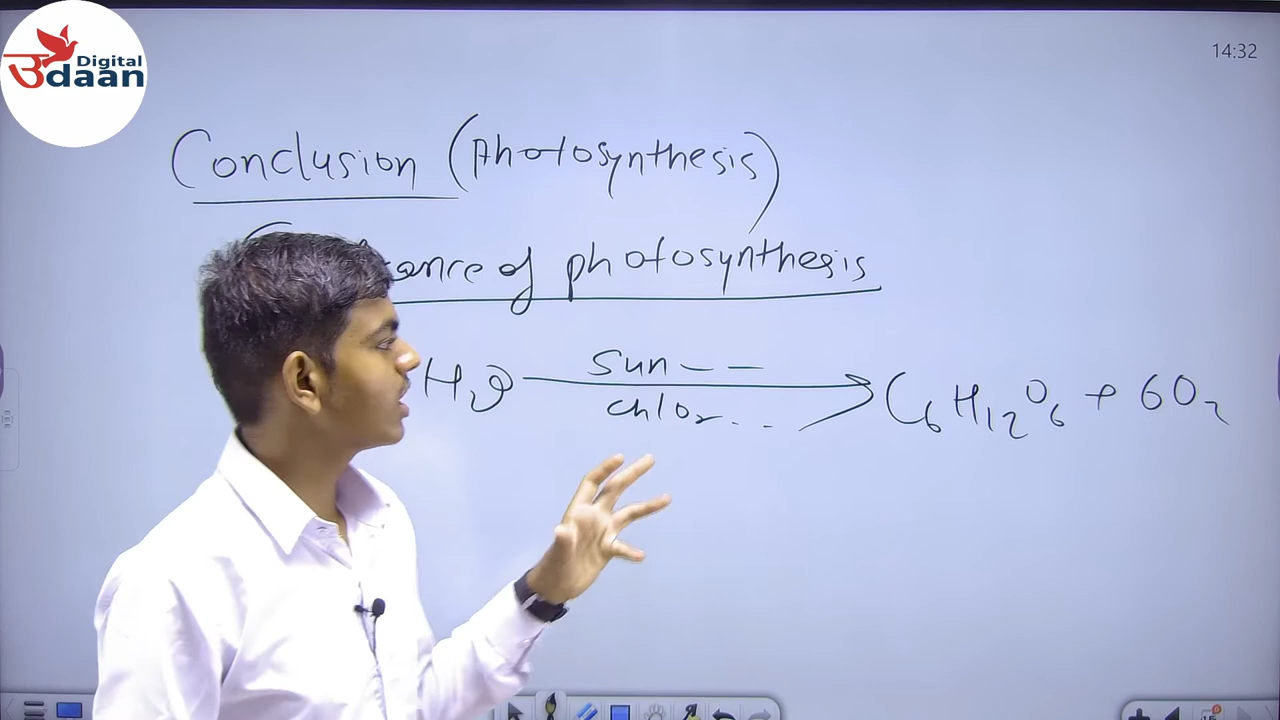 Digital
उdaan
14:32
Conclusion (Photosynthesis)
of photosynthesis
H2O Sun-- C6H12O6 + 6O2
chlor..